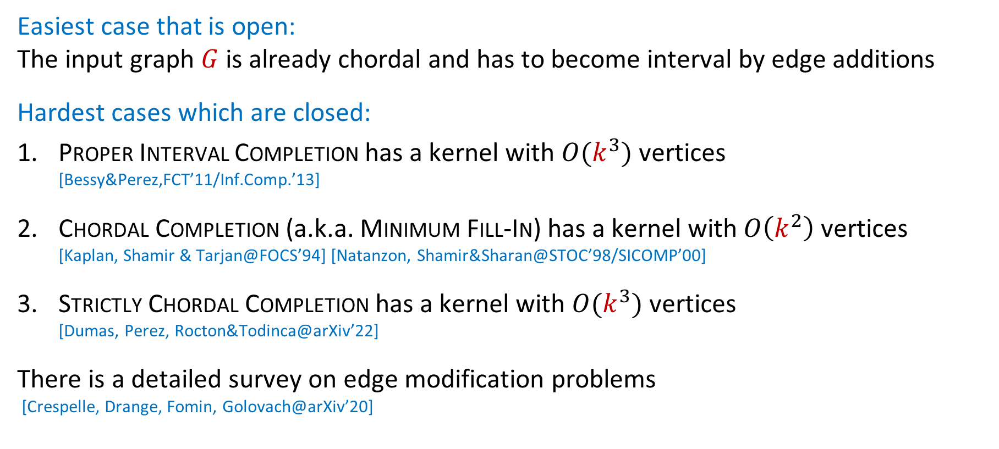 Easiest case that is open:
The input graph G is already chordal and has to become interval by edge additions
Hardest cases which are closed:
1. PROPER INTERVAL COMPLETION has a kernel with O(k³) vertices
[Bessy&Perez,FCT’11/Inf.Comp.’13]
2. CHORDAL COMPLETION (a.k.a. MINIMUM FILL-IN) has a kernel with O(k²) vertices
[Kaplan, Shamir & Tarjan@FOCS’94] [Natanzon, Shamir&Sharan@STOC’98/SICOMP’00]
3. STRICTLY CHORDAL COMPLETION has a kernel with O(k³) vertices
[Dumas, Perez, Rocton&Todinca@arXiv’22]
There is a detailed survey on edge modification problems
[Crespelle, Drange, Fomin, Golovach@arXiv’20]